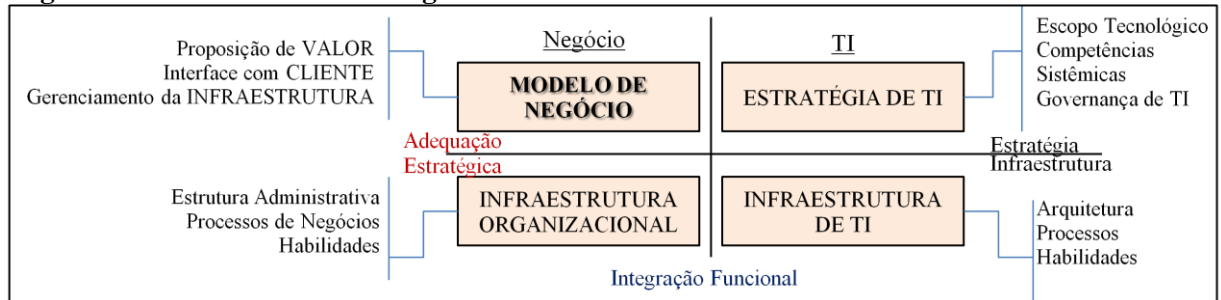 Negócio
TI
Proposição de VALOR
Interface com CLIENTE
Gerenciamento da INFRAESTRUTURA
MODELO DE
NEGÓCIO
ESTRATÉGIA DE TI
Escopo Tecnológico
Competências
Sistêmicas
Governança de TI
Adequação
Estratégica
Estratégia
Infraestrutura
Estrutura Administrativa
Processos de Negócios
Habilidades
INFRAESTRUTURA
ORGANIZACIONAL
INFRAESTRUTURA
DE TI
Arquitetura
Processos
Habilidades
Integração Funcional